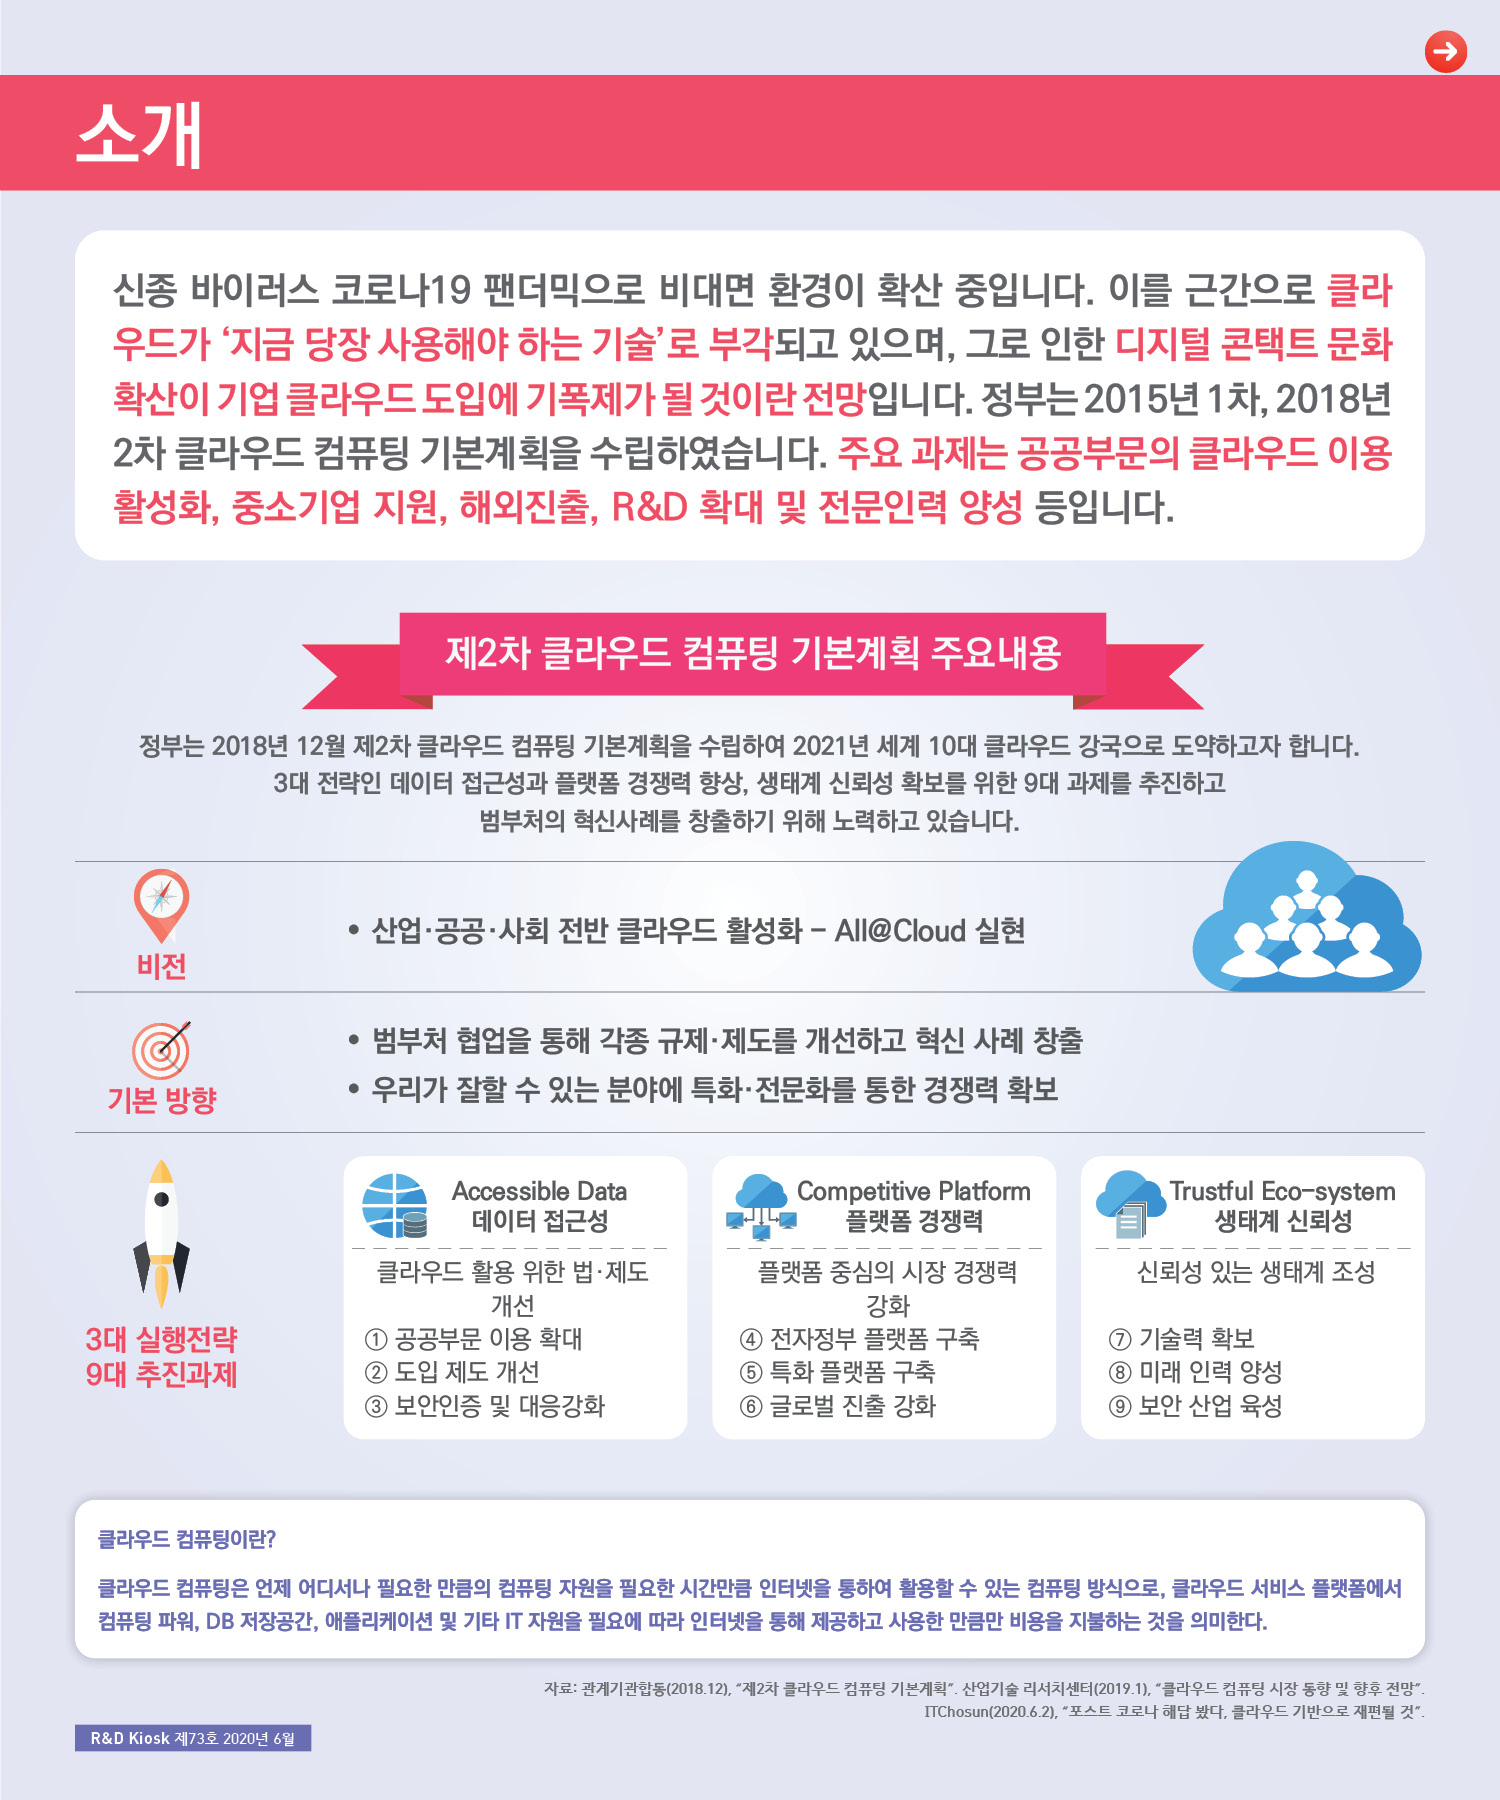 소개
신종 바이러스 코로나19 팬더믹으로 비대면 환경이 확산 중입니다. 이를 근간으로 클라
우드가 ‘지금 당장 사용해야 하는 기술’로 부각되고 있으며, 그로 인한 디지털 콘택트 문화
확산이 기업 클라우드 도입에 기폭제가 될 것이란 전망입니다. 정부는 2015년 1차, 2018년
2차 클라우드 컴퓨팅 기본계획을 수립하였습니다. 주요 과제는 공공부문의 클라우드 이용
활성화, 중소기업 지원, 해외진출, R&D 확대 및 전문인력 양성 등입니다.
제2차 클라우드 컴퓨팅 기본계획 주요내용
정부는 2018년 12월 제2차 클라우드 컴퓨팅 기본계획을 수립하여 2021년 세계 10대 클라우드 강국으로 도약하고자 합니다.
3대 전략인 데이터 접근성과 플랫폼 경쟁력 향상, 생태계 신뢰성 확보를 위한 9대 과제를 추진하고
범부처의 혁신사례를 창출하기 위해 노력하고 있습니다.
비전
• 산업·공공·사회 전반 클라우드 활성화 – All@Cloud 실현
기본 방향
• 범부처 협업을 통해 각종 규제·제도를 개선하고 혁신 사례 창출
• 우리가 잘할 수 있는 분야에 특화·전문화를 통한 경쟁력 확보
3대 실행전략
9대 추진과제
Accessible Data
데이터 접근성
클라우드 활용 위한 법·제도
개선
① 공공부문 이용 확대
② 도입 제도 개선
③ 보안인증 및 대응강화
Competitive Platform
플랫폼 경쟁력
플랫폼 중심의 시장 경쟁력
강화
④ 전자정부 플랫폼 구축
⑤ 특화 플랫폼 구축
⑥ 글로벌 진출 강화
Trustful Eco-system
생태계 신뢰성
신뢰성 있는 생태계 조성
⑦ 기술력 확보
⑧ 미래 인력 양성
⑨ 보안 산업 육성
클라우드 컴퓨팅이란?
클라우드 컴퓨팅은 언제 어디서나 필요한 만큼의 컴퓨팅 자원을 필요한 시간만큼 인터넷을 통하여 활용할 수 있는 컴퓨팅 방식으로, 클라우드 서비스 플랫폼에서
컴퓨팅 파워, DB 저장공간, 애플리케이션 및 기타 IT 자원을 필요에 따라 인터넷을 통해 제공하고 사용한 만큼만 비용을 지불하는 것을 의미한다.
자료: 관계기관합동(2018.12), “제2차 클라우드 컴퓨팅 기본계획”. 산업기술 리서치센터(2019.1), “클라우드 컴퓨팅 시장 동향 및 향후 전망”.
ITChosun(2020.6.2), “포스트 코로나 해답 봤다, 클라우드 기반으로 재편될 것”.
R&D Kiosk 제73호 2020년 6월